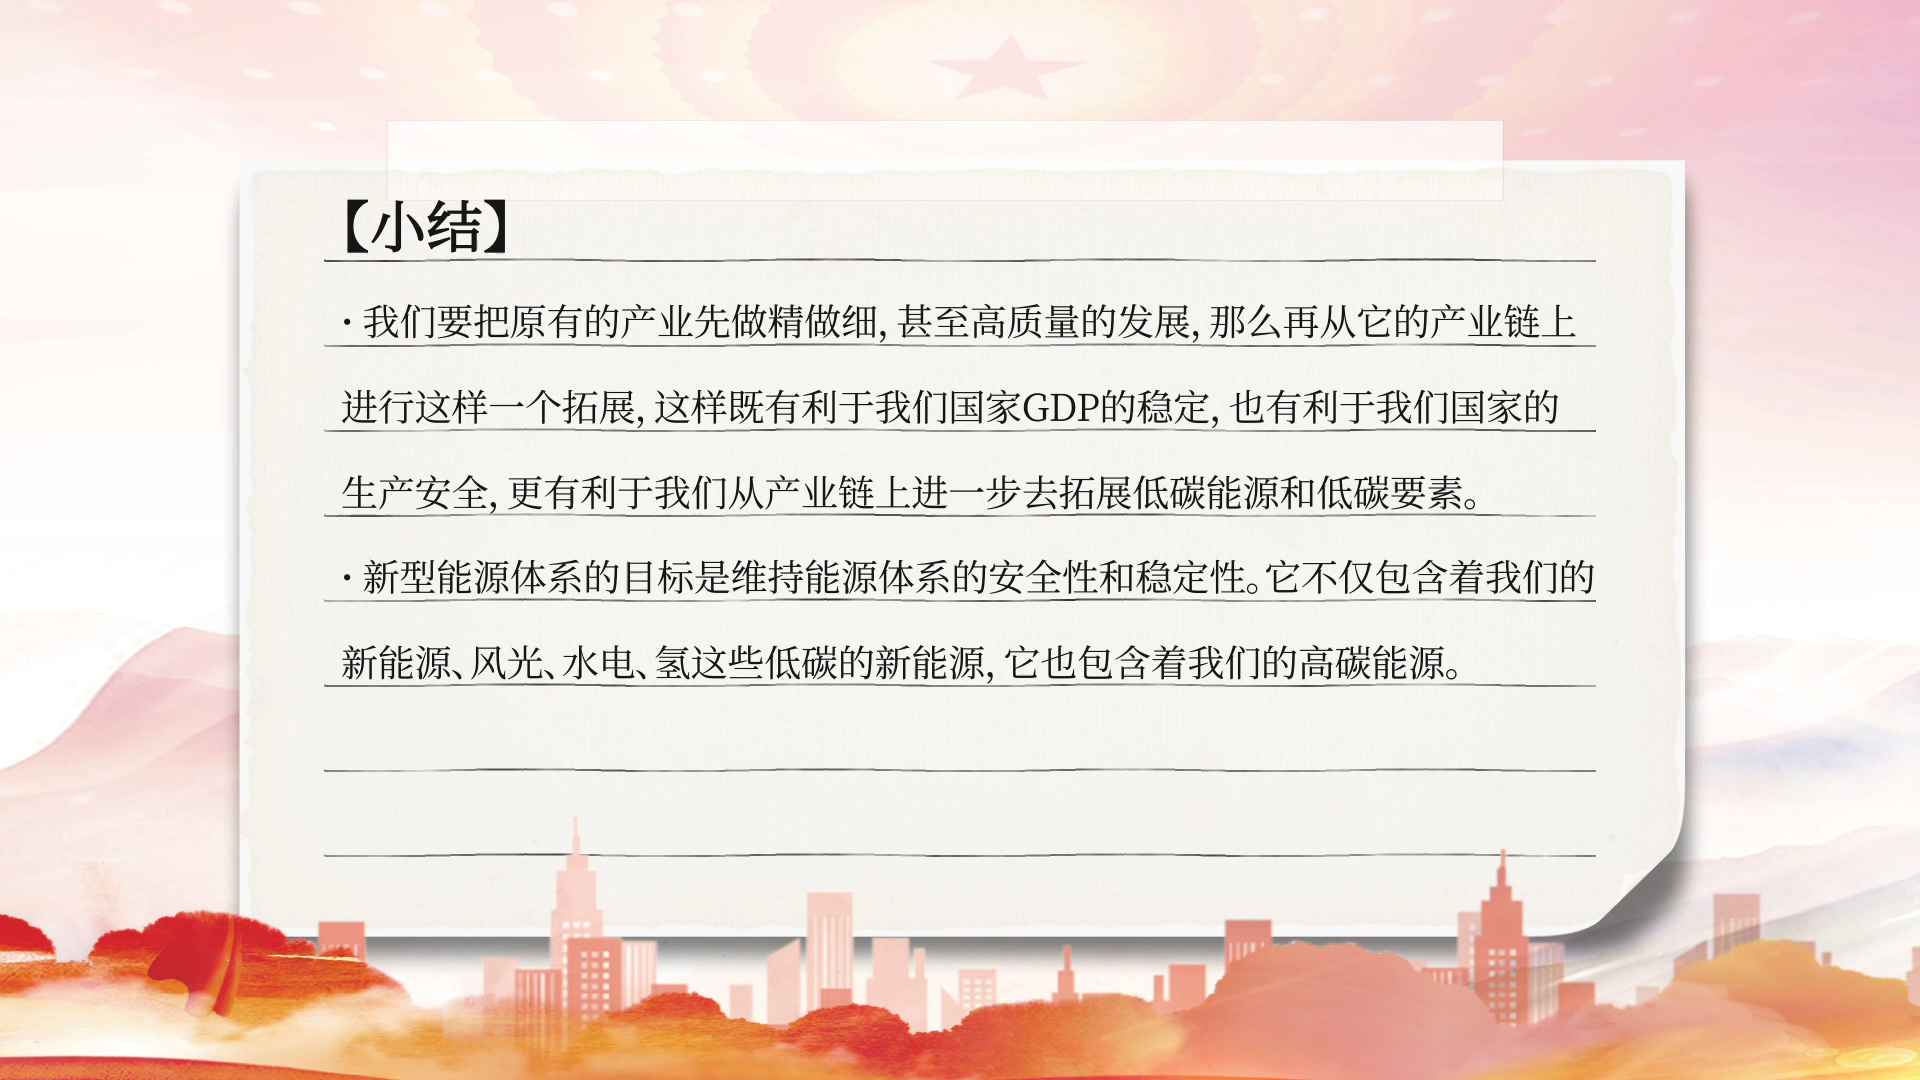 【小结】
· 我们要把原有的产业先做精做细, 甚至高质量的发展, 那么再从它的产业链上
进行这样一个拓展, 这样既有利于我们国家GDP的稳定, 也有利于我们国家的
生产安全, 更有利于我们从产业链上进一步去拓展低碳能源和低碳要素。
· 新型能源体系的目标是维持能源体系的安全性和稳定性。它不仅包含着我们的
新能源、风光、水电、氢这些低碳的新能源, 它也包含着我们的高碳能源。